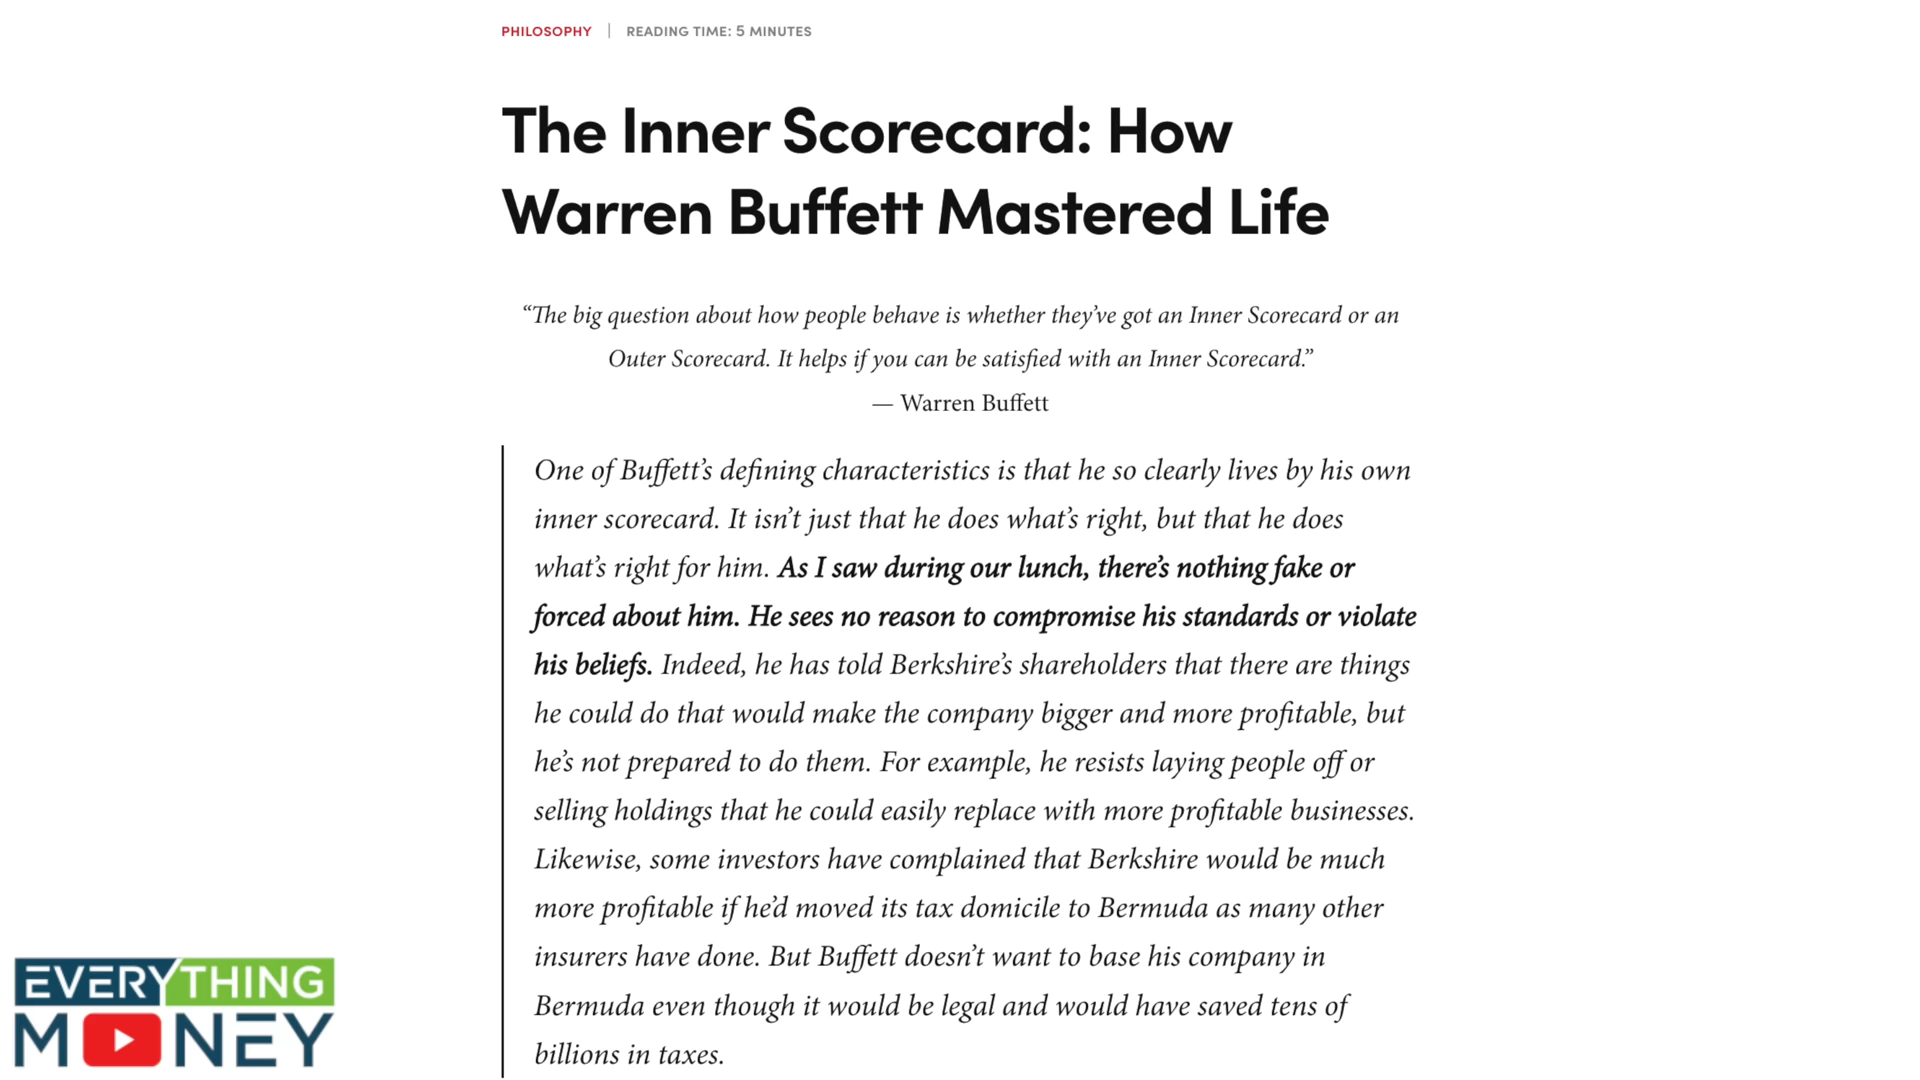 PHILOSOPHY | READING TIME: 5 MINUTES
The Inner Scorecard: How
Warren Buffett Mastered Life
“The big question about how people behave is whether they’ve got an Inner Scorecard or an
Outer Scorecard. It helps if you can be satisfied with an Inner Scorecard.”
— Warren Buffett
One of Buffett’s defining characteristics is that he so clearly lives by his own
inner scorecard. It isn’t just that he does what’s right, but that he does
what’s right for him. As I saw during our lunch, there’s nothing fake or
forced about him. He sees no reason to compromise his standards or violate
his beliefs. Indeed, he has told Berkshire’s shareholders that there are things
he could do that would make the company bigger and more profitable, but
he’s not prepared to do them. For example, he resists laying people off or
selling holdings that he could easily replace with more profitable businesses.
Likewise, some investors have complained that Berkshire would be much
more profitable if he’d moved its tax domicile to Bermuda as many other
insurers have done. But Buffett doesn’t want to base his company in
Bermuda even though it would be legal and would have saved tens of
billions in taxes.
EVERYTHING
MONEY